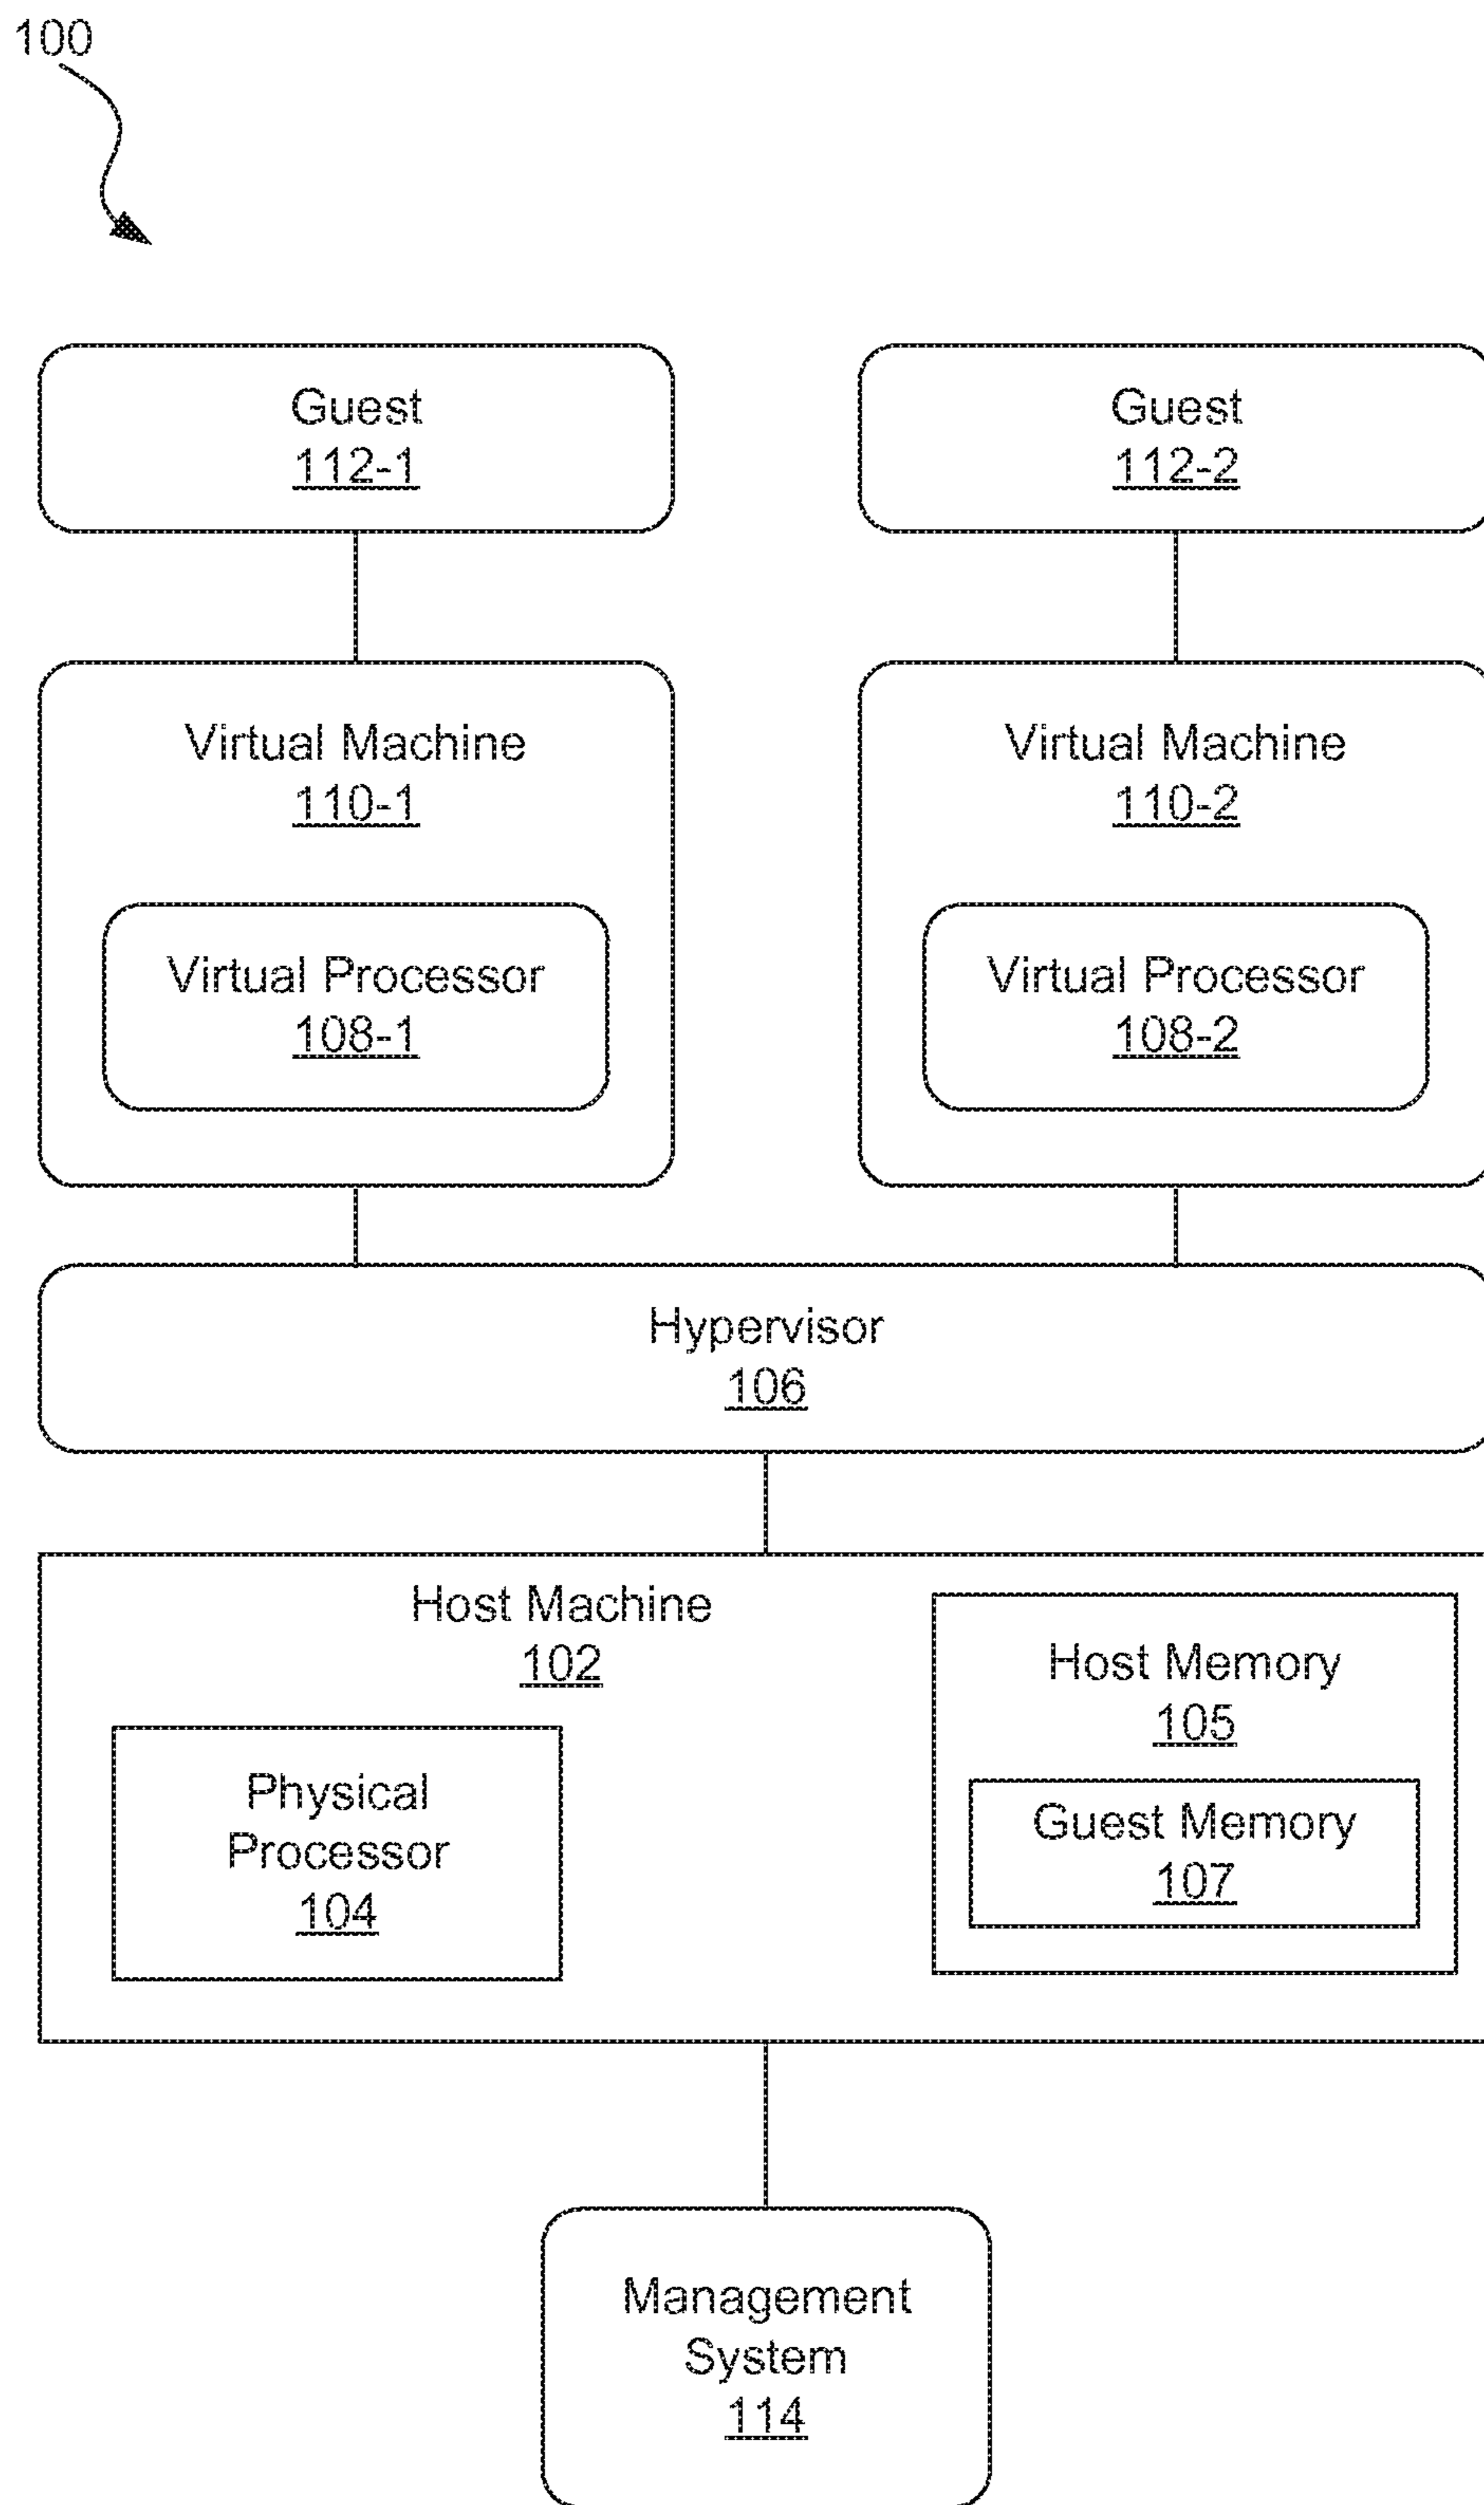 100
Guest
112-1
Guest
112-2
Virtual Machine
110-1
Virtual Processor
108-1
Virtual Machine
110-2
Virtual Processor
108-2
Hypervisor
106
Host Machine
102
Physical
Processor
104
Host Memory
105
Guest Memory
107
Management
System
114